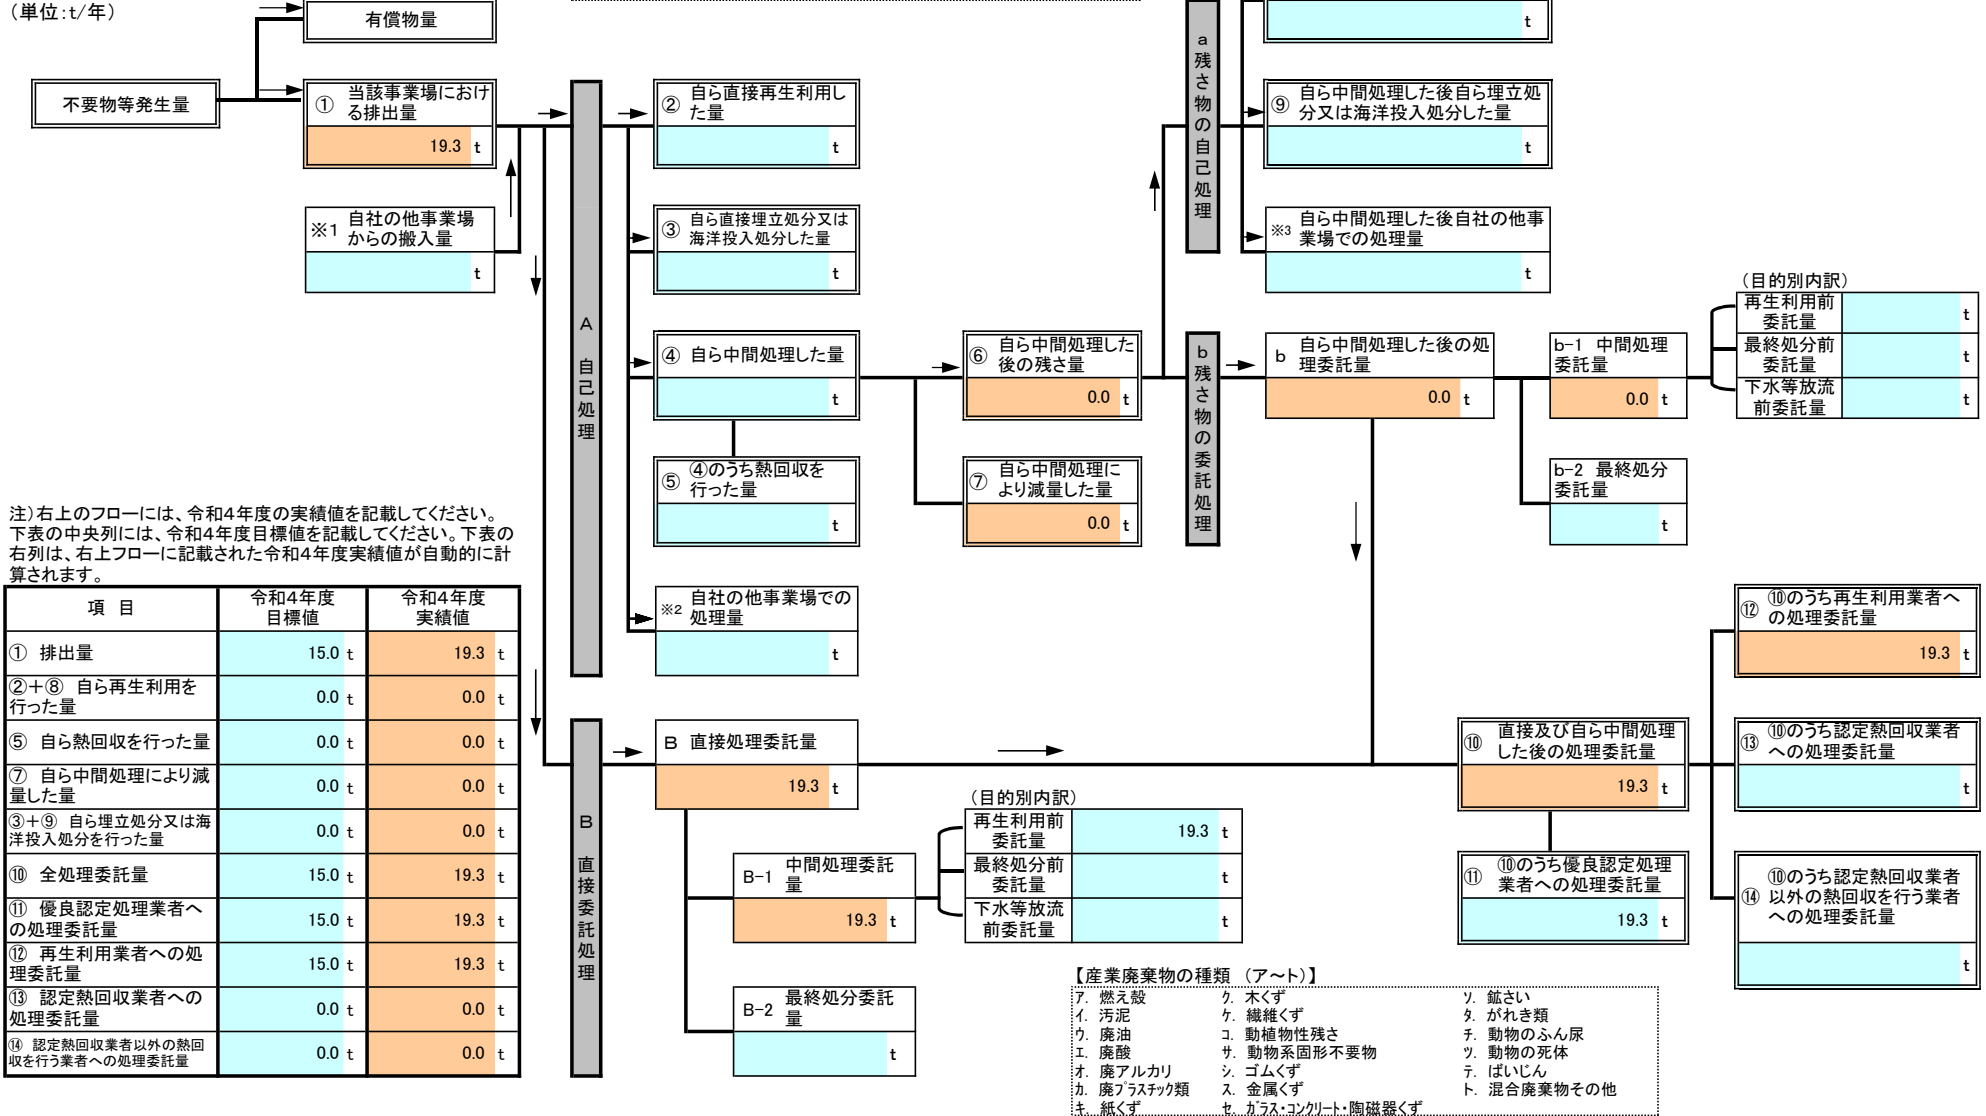 (単位:t/年)
有償物量
t
不要物等発生量
① 当該事業場におけ
る排出量
19.3 t
※1 自社の他事業場
からの搬入量
t
A 自己処理
② 自ら直接再生利用し
た量
t
③ 自ら直接埋立処分又は
海洋投入処分した量
t
④ 自ら中間処理した量
t
⑤ ④のうち熱回収を
行った量
t
※2 自社の他事業場での
処理量
t
⑥ 自ら中間処理した
後の残さ量
0.0 t
⑦ 自ら中間処理に
より減量した量
0.0 t
a 残さ物の自己処理
⑨ 自ら中間処理した後自ら埋立処
分又は海洋投入処分した量
t
※3 自ら中間処理した後自社の他事
業場での処理量
t
b 残さ物の委託処理
b 自ら中間処理した後の処
理委託量
0.0 t
b-1 中間処理
委託量
0.0 t
b-2 最終処分
委託量
t
(目的別内訳)
再生利用前
委託量
t
最終処分前
委託量
t
下水等放流
前委託量
t
注)右上のフローには、令和4年度の実績値を記載してください。
下表の中央列には、令和4年度目標値を記載してください。下表の
右列は、右上フローに記載された令和4年度実績値が自動的に計
算されます。
項 目
令和4年度
目標値
令和4年度
実績値
① 排出量 15.0 t 19.3 t
②+⑧ 自ら再生利用を
行った量
0.0 t 0.0 t
⑤ 自ら熱回収を行った量 0.0 t 0.0 t
⑦ 自ら中間処理により減
量した量
0.0 t 0.0 t
③+⑨ 自ら埋立処分又は海
洋投入処分を行った量
0.0 t 0.0 t
⑩ 全処理委託量 15.0 t 19.3 t
⑪ 優良認定処理業者へ
の処理委託量
15.0 t 19.3 t
⑫ 再生利用業者への処
理委託量
15.0 t 19.3 t
⑬ 認定熱回収業者への
処理委託量
0.0 t 0.0 t
⑭ 認定熱回収業者以外の熱回
収を行う業者への処理委託量
0.0 t 0.0 t
B 直接委託処理
B 直接処理委託量
19.3 t
B-1 中間処理委託
量
19.3 t
B-2 最終処分委託
量
t
(目的別内訳)
再生利用前
委託量
19.3 t
最終処分前
委託量
t
下水等放流
前委託量
t
⑩ 直接及び自ら中間処理
した後の処理委託量
19.3 t
⑪ ⑩のうち優良認定処理
業者への処理委託量
19.3 t
⑫ ⑩のうち再生利用業者へ
の処理委託量
19.3 t
⑬ ⑩のうち認定熱回収業者
への処理委託量
t
⑭ ⑩のうち認定熱回収業者
以外の熱回収を行う業者
への処理委託量
t
【産業廃棄物の種類 (ア~ト)】
ア. 燃え殻 ク. 木くず ソ. 鉱さい
イ. 汚泥 ケ. 繊維くず タ. がれき類
ウ. 廃油 コ. 動植物性残さ チ. 動物のふん尿
エ. 廃酸 サ. 動物系固形不要物 ツ. 動物の死体
オ. 廃アルカリ シ. ゴムくず テ. ばいじん
カ. 廃プラスチック類 ス. 金属くず ト. 混合廃棄物その他
キ. 紙くず セ. ガラス・コンクリート・陶磁器くず